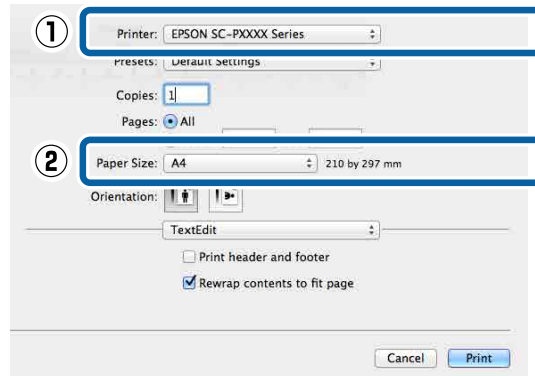 ① Printer: EPSON SC-PXXXX Series
Presets: Default Settings
Copies: 1
Pages: All
② Paper Size: A4 210 by 297 mm
Orientation:
TextEdit
Print header and footer
Rewrap contents to fit page
Cancel Print